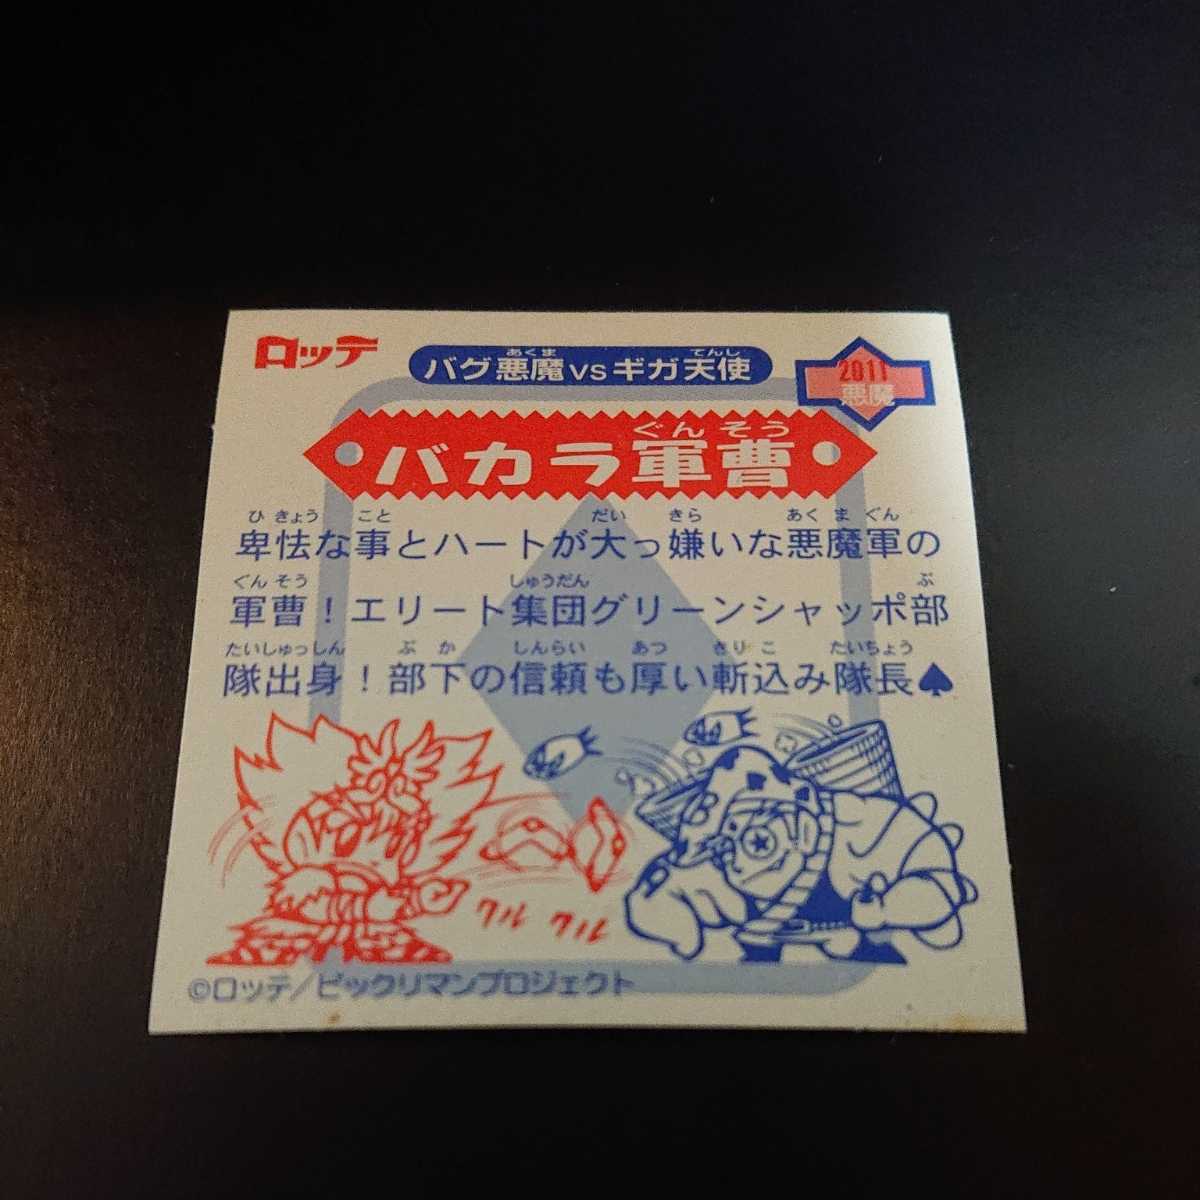 ロッテ
バグ悪魔vsギガ天使
あくま てんし
2011
悪魔
ぐんそう
バカラ軍曹
ひきょう こと だい きら あくまぐん
卑怯な事とハートが大っ嫌いな悪魔軍の
ぐんそう しゅうだん ぶ
軍曹！エリート集団グリーンシャッポ部
たいしゅっしん ぶか しんらい あつ きりこ たいちょう
隊出身！部下の信頼も厚い斬込み隊長♠
©ロッテ/ビックリマンプロジェクト